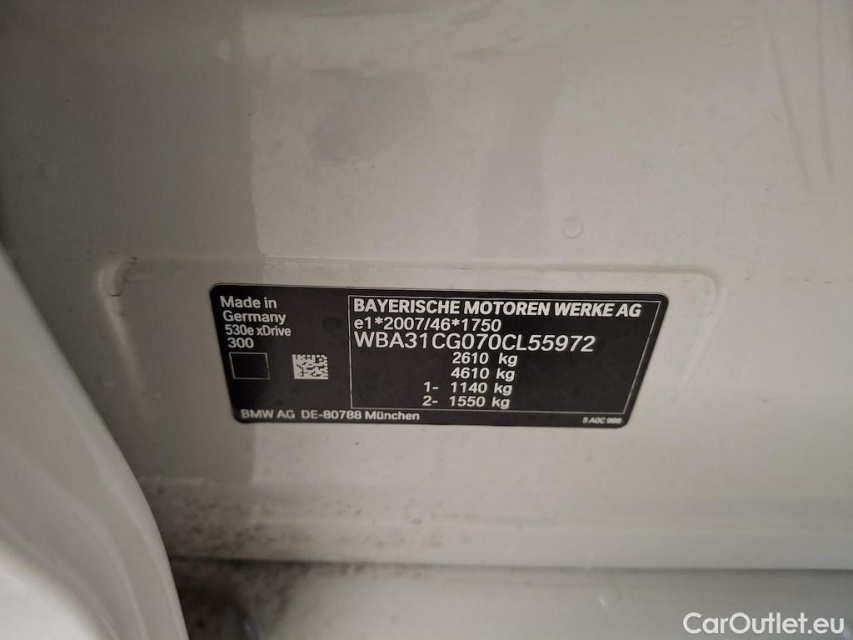 Made in
Germany
530e xDrive
300
BMW AG DE-80788 München
BAYERISCHE MOTOREN WERKE AG
e1*2007/46*1750
WBA31CG070CL55972
2610 kg
4610 kg
1- 1140 kg
2- 1550 kg
5 A0C 988
CarOutlet.eu